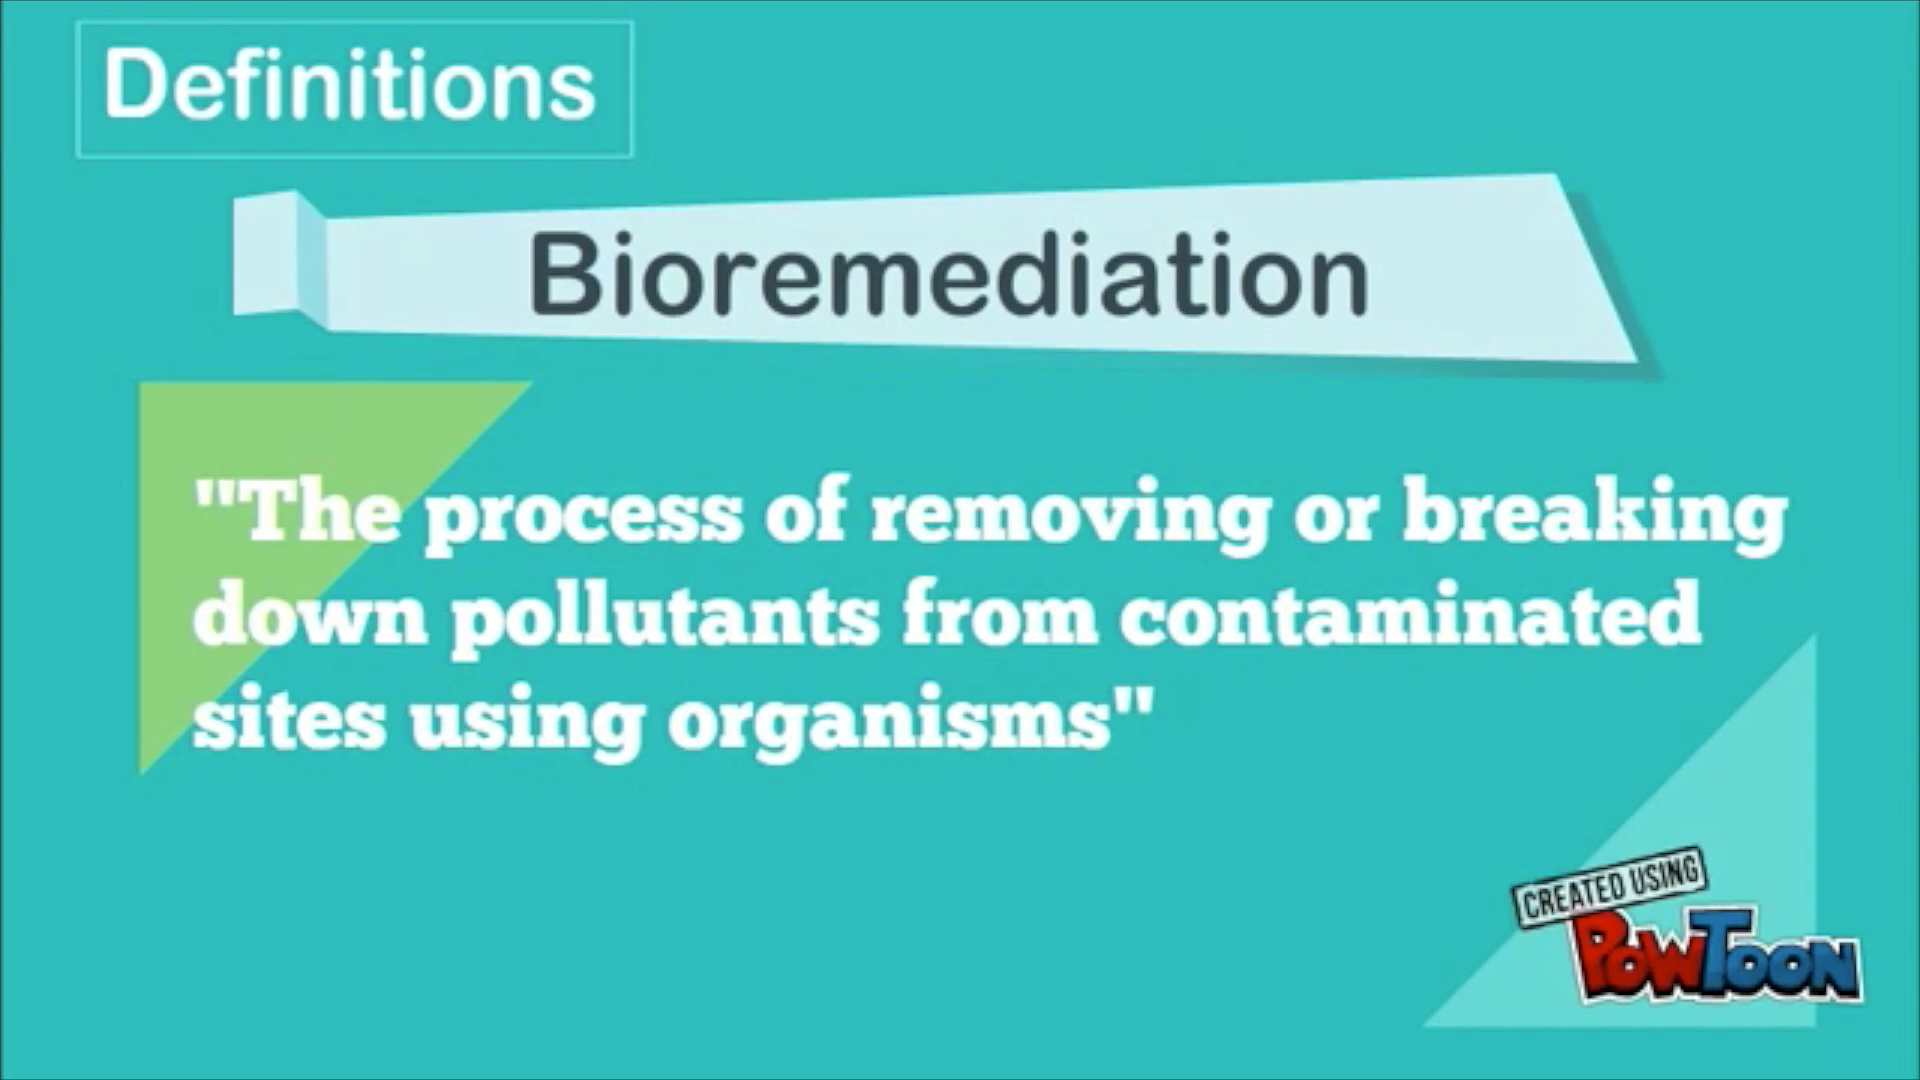 Definitions
Bioremediation
"The process of removing or breaking
down pollutants from contaminated
sites using organisms"
CREATED USING
POWTOON